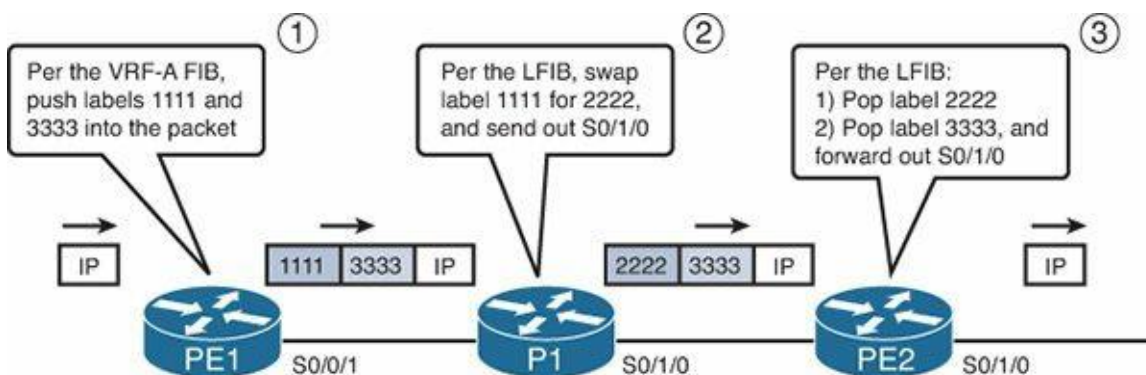 ①
Per the VRF-A FIB,
push labels 1111 and
3333 into the packet
②
Per the LFIB, swap
label 1111 for 2222,
and send out S0/1/0
③
Per the LFIB:
1) Pop label 2222
2) Pop label 3333, and
forward out S0/1/0
IP
1111 3333 IP
2222 3333 IP
IP
PE1
S0/0/1
P1
S0/1/0
PE2
S0/1/0